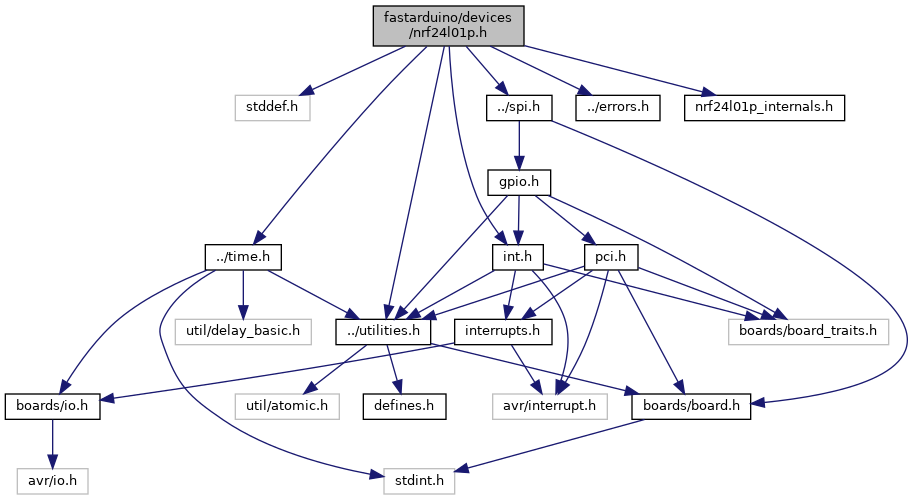 fastarduino/devices
/nrf24l01p.h
stddef.h
../spi.h
../errors.h
nrf24l01p_internals.h
gpio.h
../time.h
int.h
pci.h
util/delay_basic.h
../utilities.h
interrupts.h
boards/board_traits.h
boards/io.h
util/atomic.h
defines.h
avr/interrupt.h
boards/board.h
avr/io.h
stdint.h